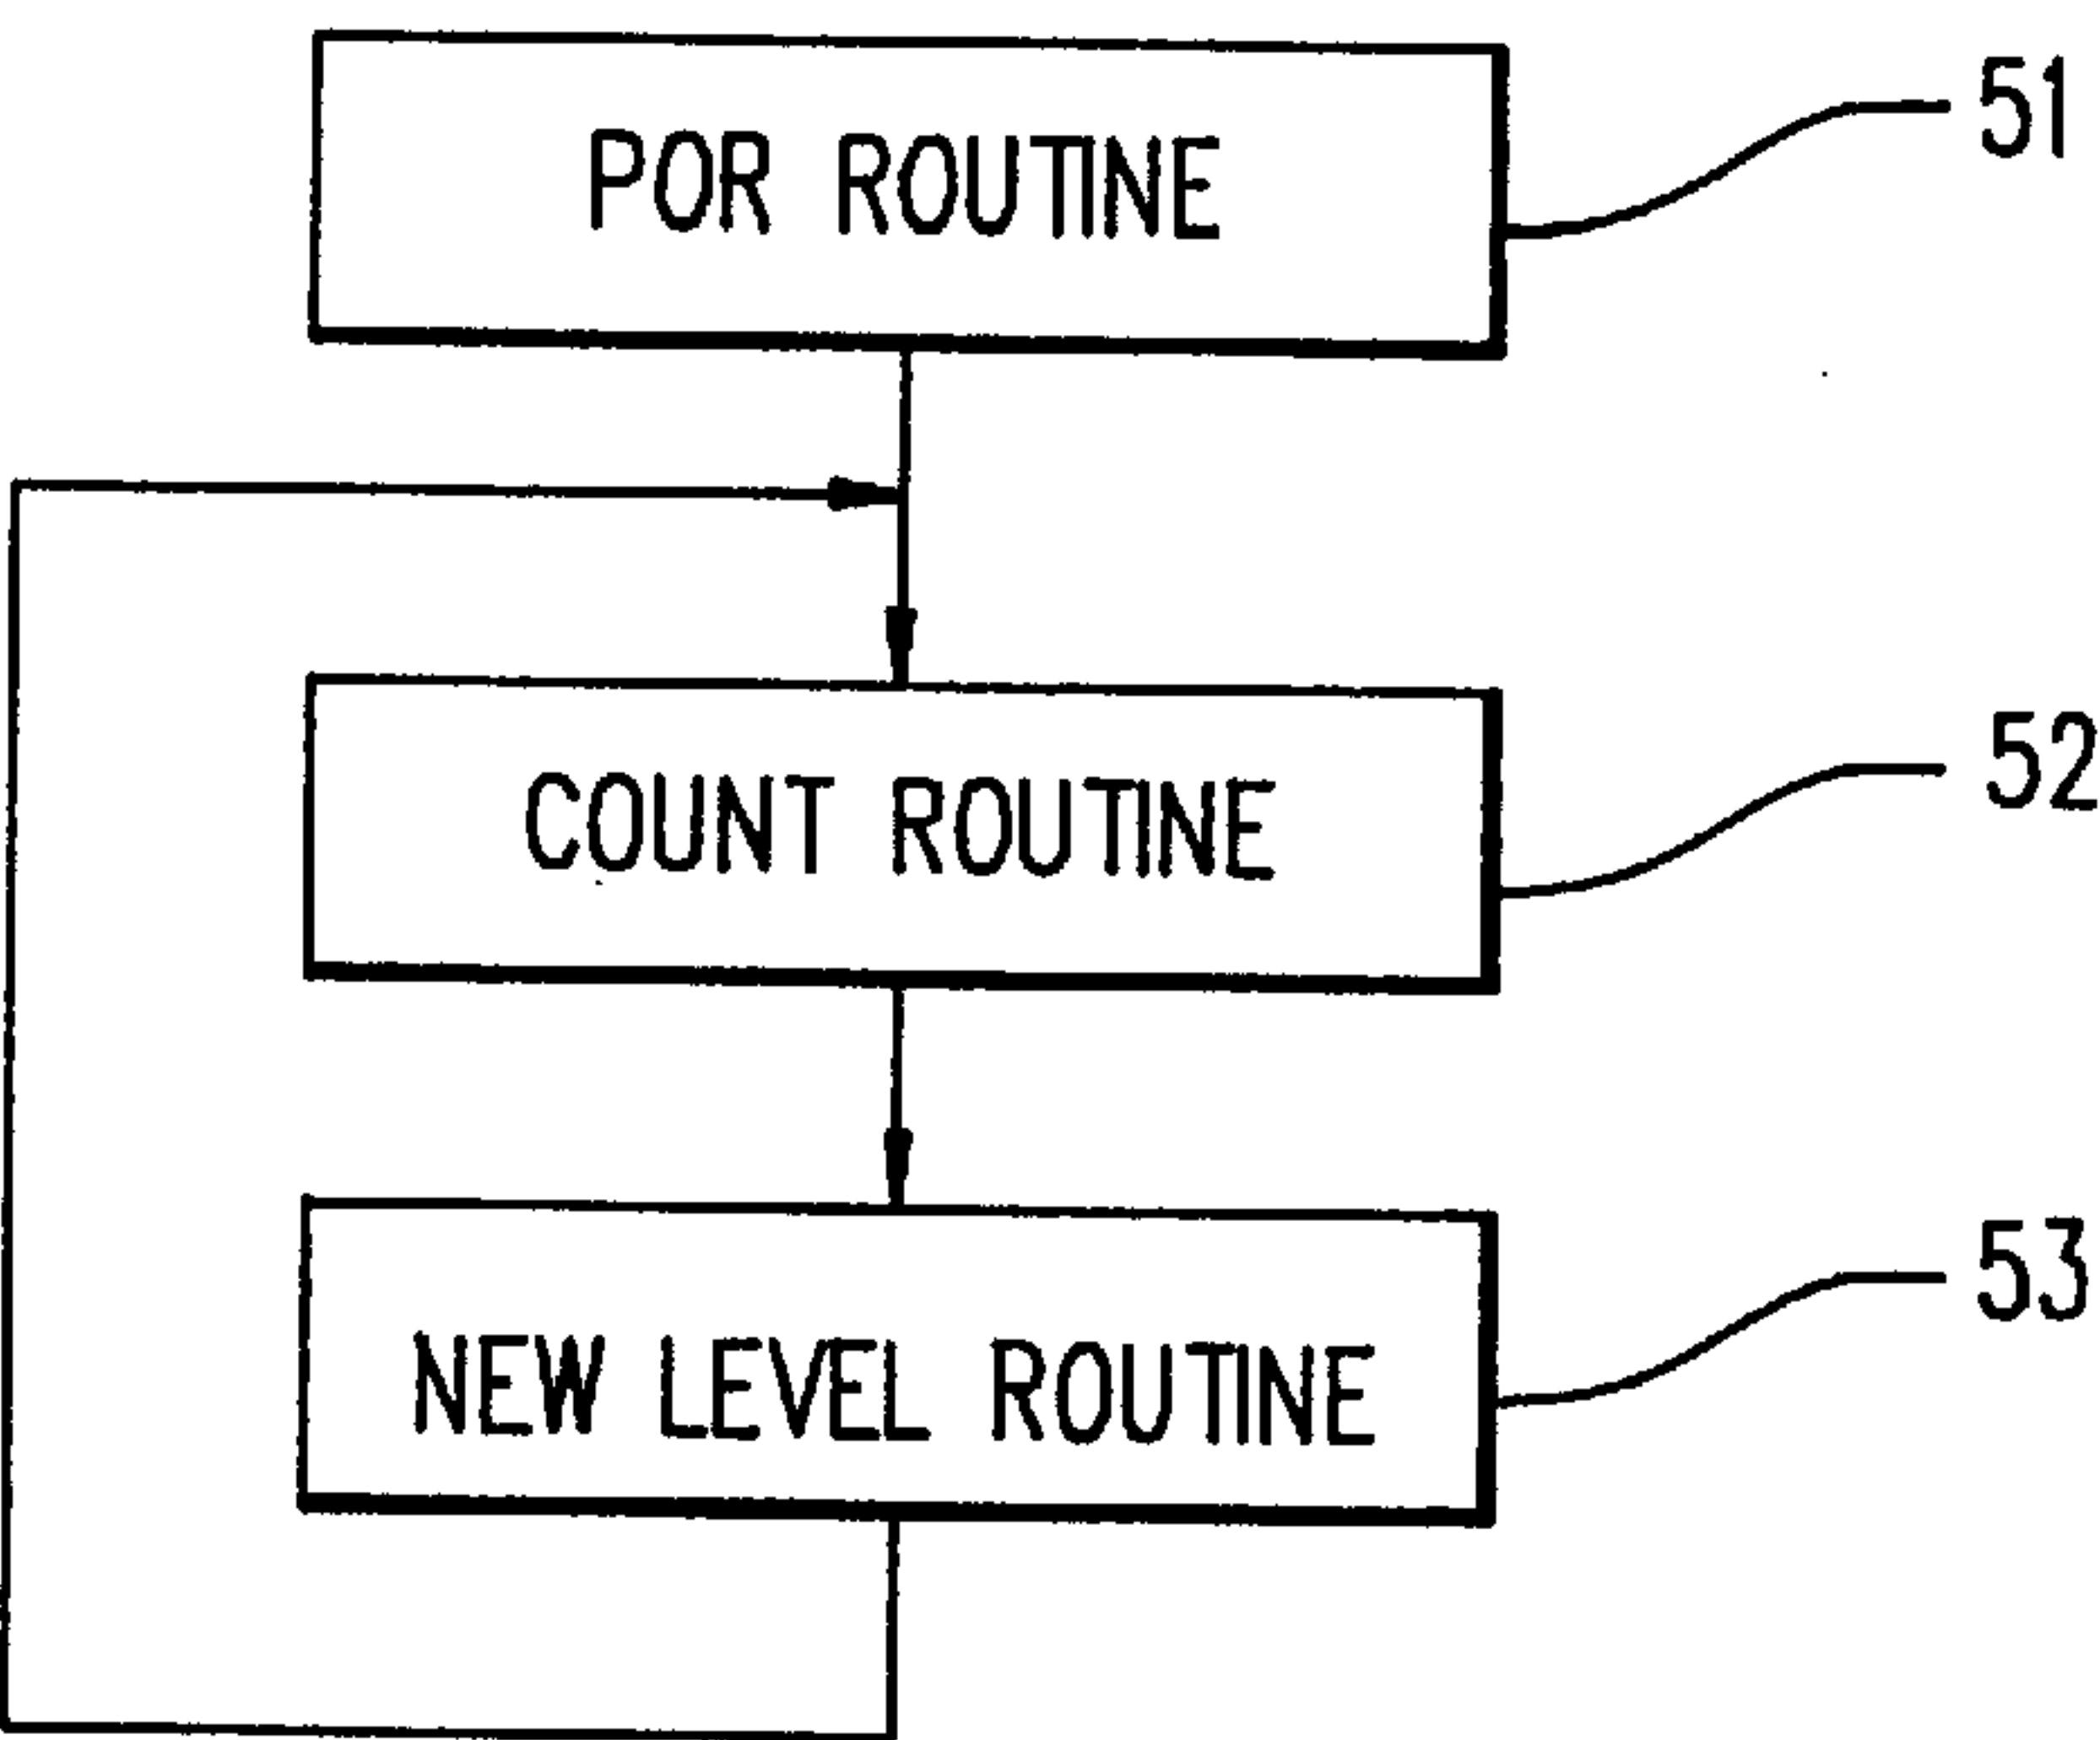 POR ROUTINE
51
COUNT ROUTINE
52
NEW LEVEL ROUTINE
53